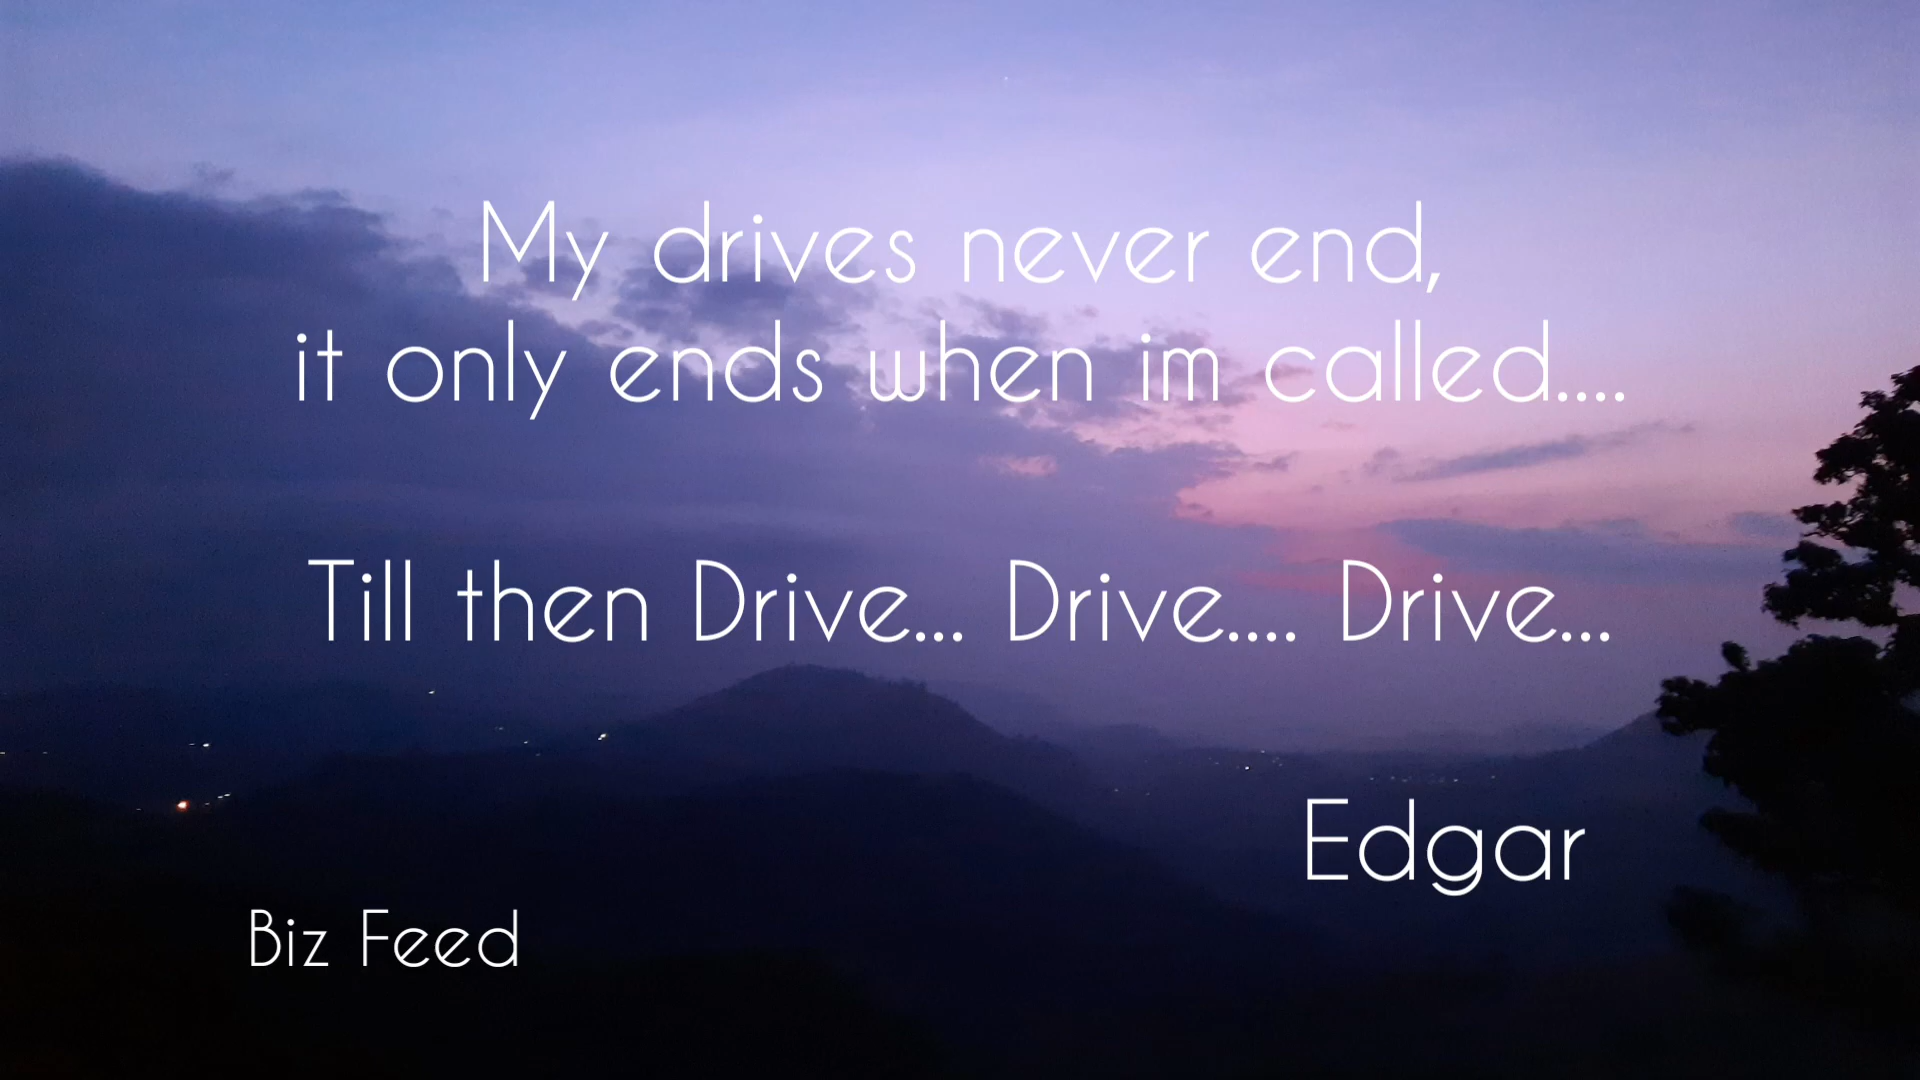 My drives never end,
it only ends when im called....
Till then Drive... Drive.... Drive...
Edgar
Biz Feed